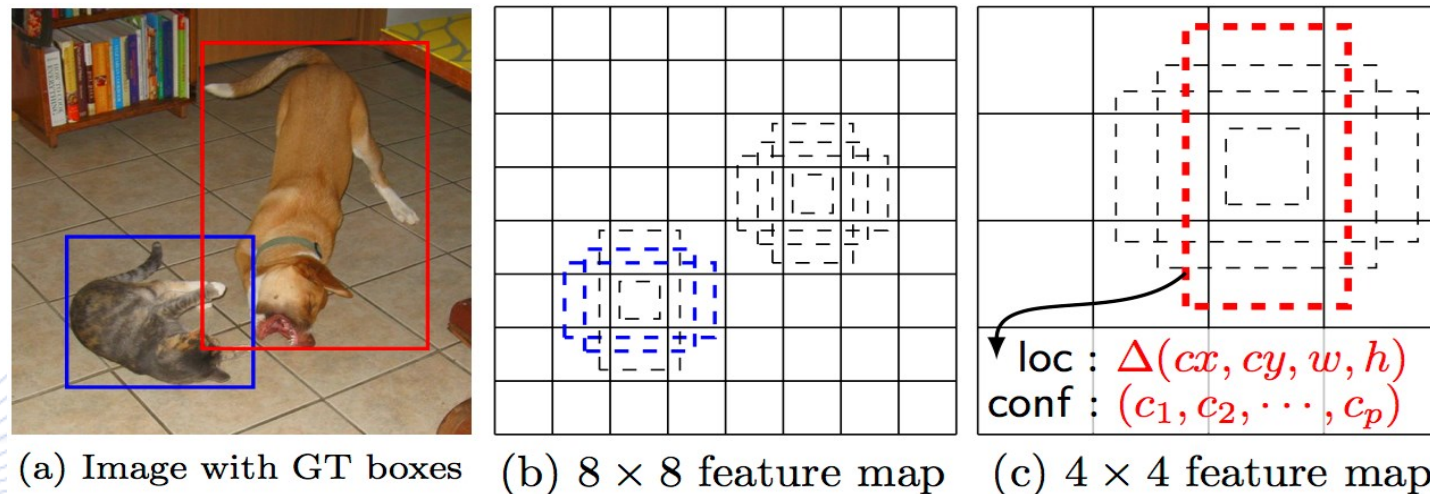 loc : Δ(cx, cy, w, h)
conf : (c₁, c₂, ⋯, cₚ)
(a) Image with GT boxes
(b) 8 × 8 feature map
(c) 4 × 4 feature map